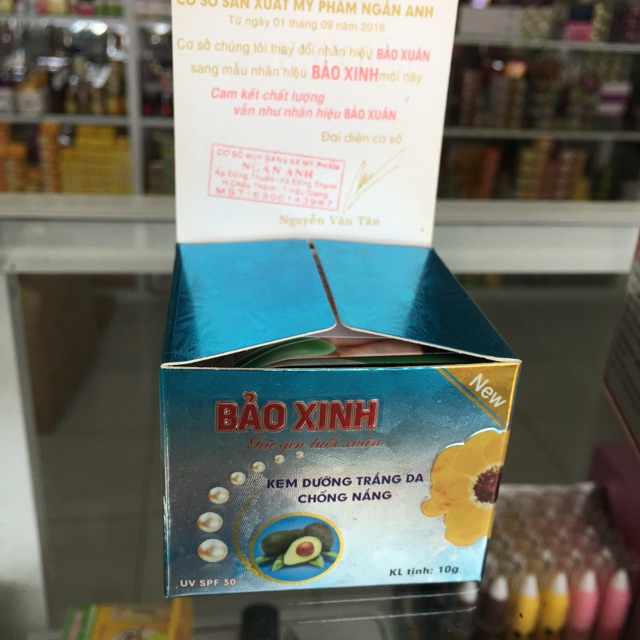 CƠ SỞ SẢN XUẤT MỸ PHẨM NGÂN ANH
Từ ngày 01 tháng 09 năm 2016
Cơ sở chúng tôi thay đổi nhãn hiệu BẢO XUÂN
sang mẫu nhãn hiệu BẢO XINH mới này
Cam kết chất lượng
vẫn như nhãn hiệu BẢO XUÂN
Đại diện cơ sở
NGÂN ANH
MST: 6300143987
Nguyễn Văn Tân
New
BẢO XINH
Giữ gìn tuổi xuân
KEM DƯỠNG TRẮNG DA
CHỐNG NẮNG
UV SPF 30
KL tịnh: 10g